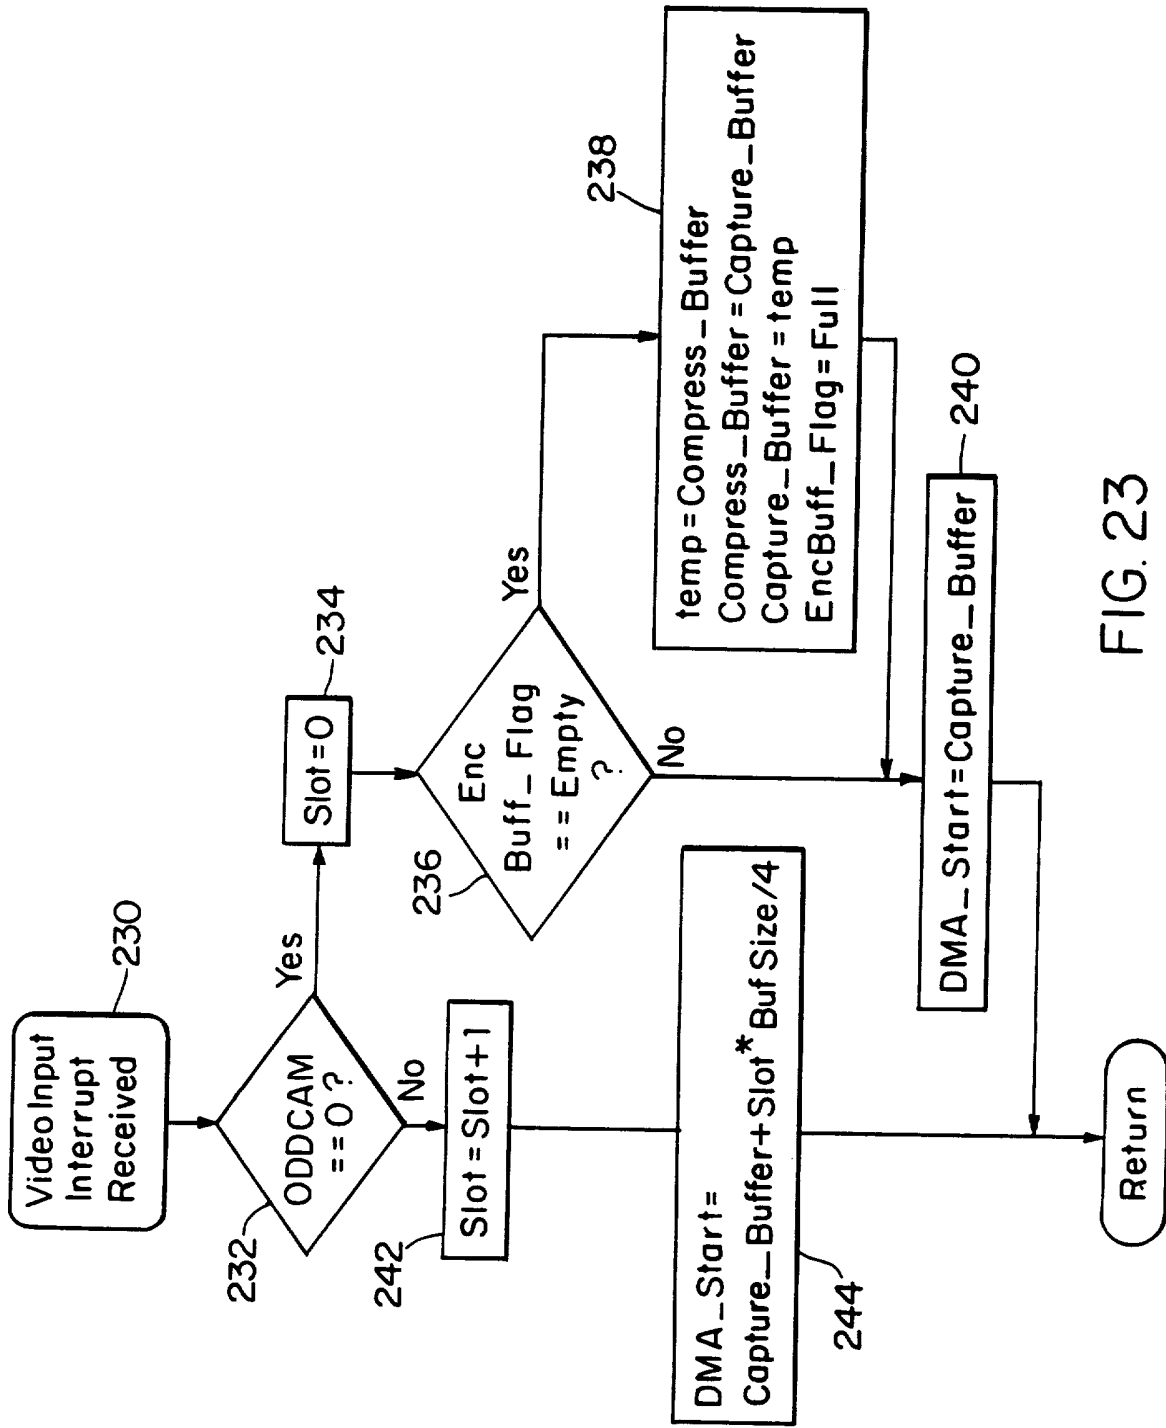 Video Input
Interrupt
Received
230
ODDCAM
==0?
232
Yes
No
Slot=0
234
Enc
Buff_Flag
==Empty
?
236
Yes
No
temp=Compress_Buffer
Compress_Buffer=Capture_Buffer
Capture_Buffer=temp
EncBuff_Flag=Full
238
Slot=Slot+1
242
DMA_Start=
Capture_Buffer+Slot*Buf Size/4
244
DMA_Start=Capture_Buffer
240
Return
FIG. 23